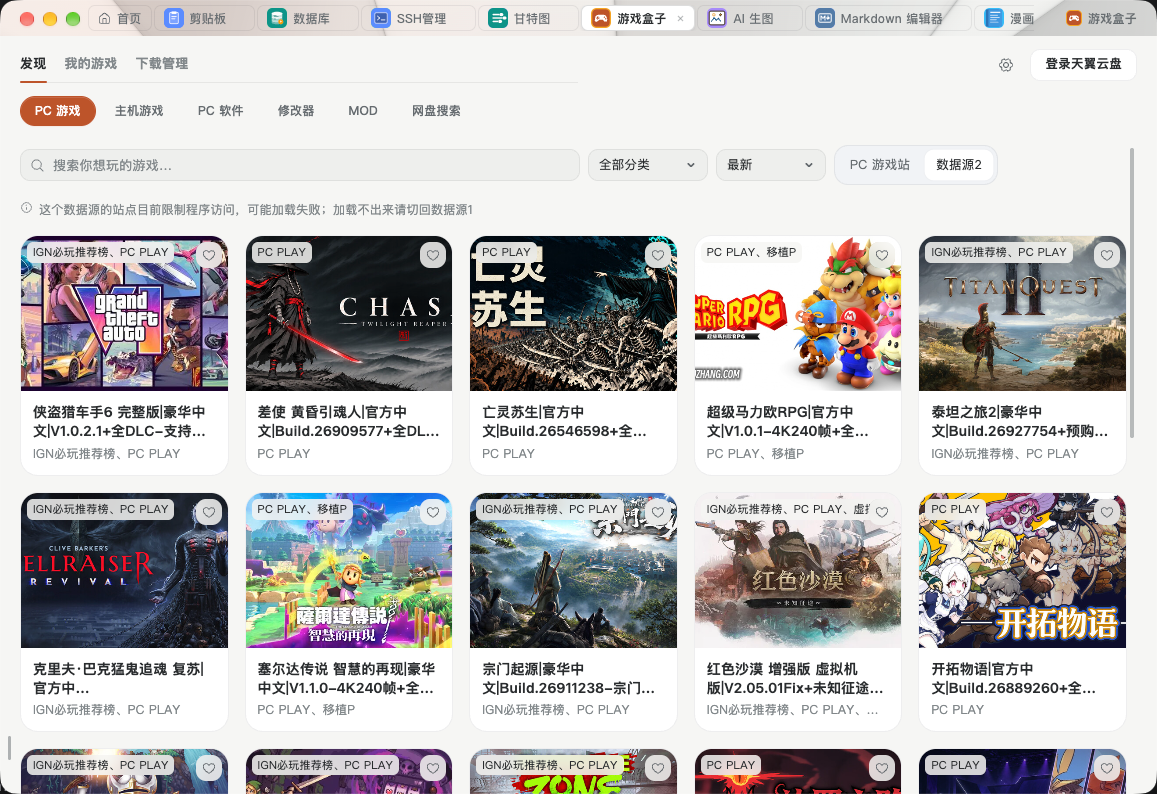 首页
剪贴板
数据库
SSH管理
甘特图
游戏盒子
AI 生图
Markdown 编辑器
漫画
游戏盒子
发现
我的游戏
下载管理
登录天翼云盘
PC 游戏
主机游戏
PC 软件
修改器
MOD
网盘搜索
搜索你想玩的游戏...
全部分类
最新
PC 游戏站
数据源2
这个数据源的站点目前限制程序访问，可能加载失败；加载不出来请切回数据源1
IGN必玩推荐榜、PC PLAY
grand
theft
auto
侠盗猎车手6 完整版|豪华中
文|V1.0.2.1+全DLC-支持...
IGN必玩推荐榜、PC PLAY
PC PLAY
CHAS
TWILIGHT REAPER
差使 黄昏引魂人|官方中
文|Build.26909577+全DL...
PC PLAY
PC PLAY
亡灵
苏生
亡灵苏生|官方中
文|Build.26546598+全...
PC PLAY
PC PLAY、移植P
UPER
ARIO RPG
超级马力欧RPG
ZHANG.COM
超级马力欧RPG|官方中
文|V1.0.1-4K240帧+全...
PC PLAY、移植P
IGN必玩推荐榜、PC PLAY
TITAN QUEST
II
泰坦之旅2|豪华中
文|Build.26927754+预购...
IGN必玩推荐榜、PC PLAY
IGN必玩推荐榜、PC PLAY
CLIVE BARKER'S
ELLRAISER
REVIVAL
克里夫·巴克猛鬼追魂 复苏|
官方中...
IGN必玩推荐榜、PC PLAY
PC PLAY、移植P
薩爾達傳說
智慧的再現
塞尔达传说 智慧的再现|豪华
中文|V1.1.0-4K240帧+全...
PC PLAY、移植P
IGN必玩推荐榜、PC PLAY
宗门起源|豪华中
文|Build.26911238-宗门...
IGN必玩推荐榜、PC PLAY
IGN必玩推荐榜、PC PLAY、虚拟
红色沙漠
~未知征途~
红色沙漠 增强版 虚拟机
版|V2.05.01Fix+未知征途...
IGN必玩推荐榜、PC PLAY、...
PC PLAY
开拓物语
开拓物语|官方中
文|Build.26889260+全...
PC PLAY
IGN必玩推荐榜、PC PLAY
IGN必玩推荐榜、PC PLAY
IGN必玩推荐榜、PC PLAY
ZONE
PC PLAY
PC PLAY